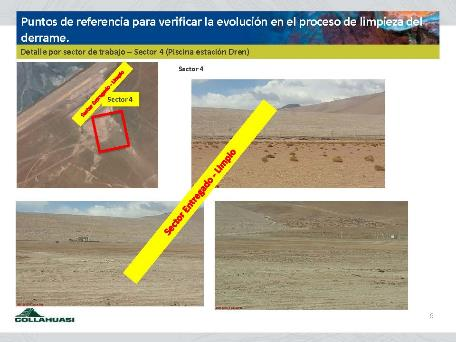 Puntos de referencia para verificar la evolución en el proceso de limpieza del
derrame.
Detalle por sector de trabajo – Sector 4 (Piscina estación Dren)
Sector 4
Sector Entregado - Limpio
Sector 4
Sector Entregado - Limpio
COLLAHUASI